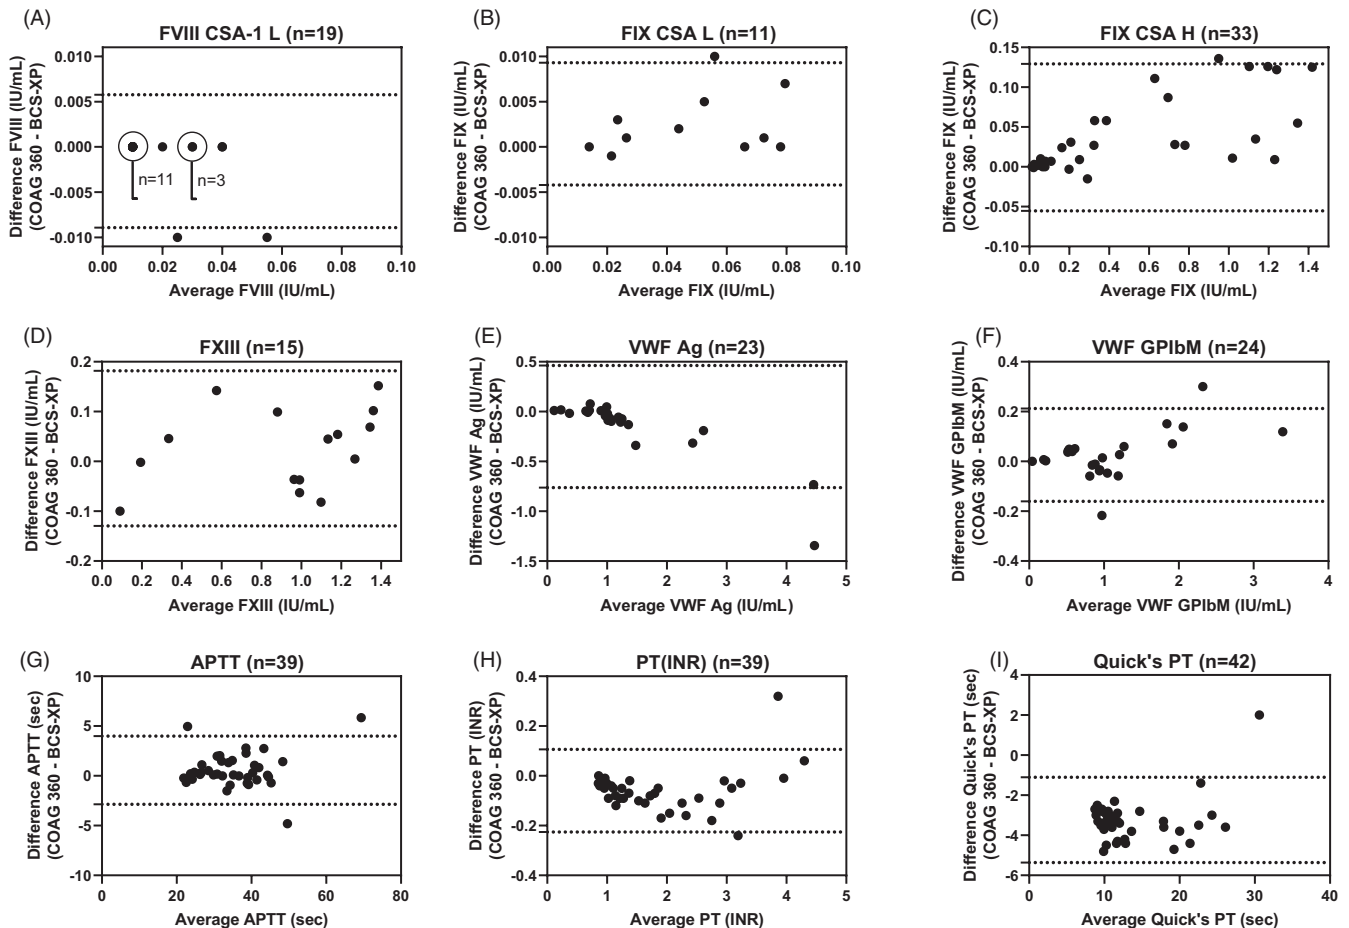 (A)
FVIII CSA-1 L (n=19)
Difference FVIII (IU/mL)
(COAG 360 - BCS-XP)
0.010
0.005
0.000
-0.005
-0.010
n=11
n=3
0.00 0.02 0.04 0.06 0.08 0.10
Average FVIII (IU/mL)
(B)
FIX CSA L (n=11)
Difference FIX (IU/mL)
(COAG 360 - BCS-XP)
0.010
0.005
0.000
-0.005
-0.010
0.00 0.02 0.04 0.06 0.08 0.10
Average FIX (IU/mL)
(C)
FIX CSA H (n=33)
Difference FIX (IU/mL)
(COAG 360 - BCS-XP)
0.15
0.10
0.05
0.00
-0.05
-0.10
0.0 0.2 0.4 0.6 0.8 1.0 1.2 1.4
Average FIX (IU/mL)
(D)
FXIII (n=15)
Difference FXIII (IU/mL)
(COAG 360 - BCS-XP)
0.2
0.1
0.0
-0.1
-0.2
0.0 0.2 0.4 0.6 0.8 1.0 1.2 1.4
Average FXIII (IU/mL)
(E)
VWF Ag (n=23)
Difference VWF Ag (IU/mL)
(COAG 360 - BCS-XP)
0.5
0.0
-0.5
-1.0
-1.5
0 1 2 3 4 5
Average VWF Ag (IU/mL)
(F)
VWF GPIbM (n=24)
Difference VWF GPIbM (IU/mL)
(COAG 360 - BCS-XP)
0.4
0.2
0.0
-0.2
-0.4
0 1 2 3 4
Average VWF GPIbM (IU/mL)
(G)
APTT (n=39)
Difference APTT (sec)
(COAG 360 - BCS-XP)
10
5
0
-5
-10
0 20 40 60 80
Average APTT (sec)
(H)
PT(INR) (n=39)
Difference PT (INR)
(COAG 360 - BCS-XP)
0.4
0.2
0.0
-0.2
-0.4
0 1 2 3 4 5
Average PT (INR)
(I)
Quick's PT (n=42)
Difference Quick's PT (sec)
(COAG 360 - BCS-XP)
4
2
0
-2
-4
-6
0 10 20 30 40
Average Quick's PT (sec)